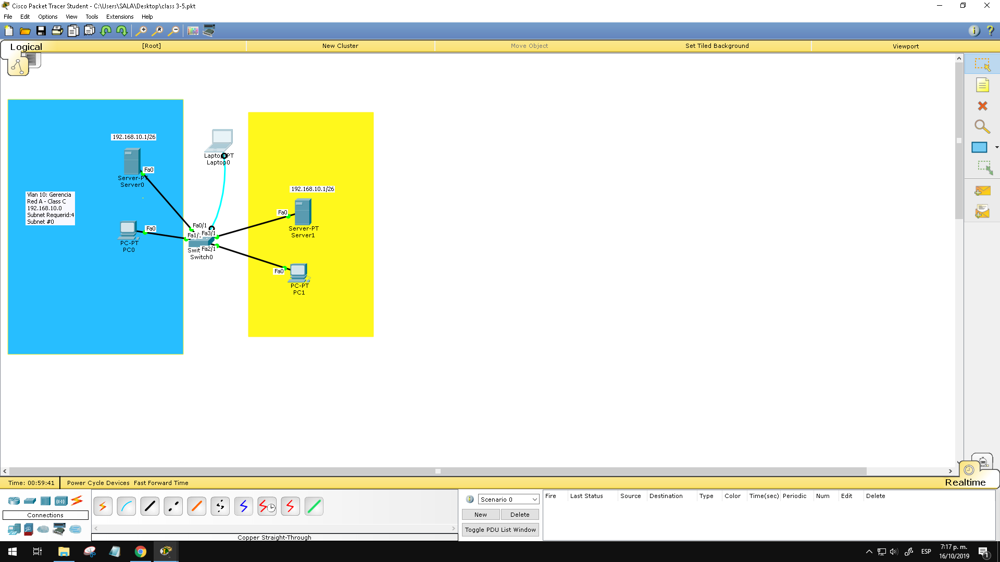 Cisco Packet Tracer Student - C:\Users\SALA\Desktop\class 3-5.pkt
File Edit Options View Tools Extensions Help
Logical [Root] New Cluster Move Object Set Tiled Background Viewport
192.168.10.1/26
Fa0
Server-PT
Server0
Vlan 10: Gerencia
Red A - Class C
192.168.10.0
Subnet Requerid:4
Subnet #0
Fa0
PC-PT
PC0
Laptop-PT
Laptop0
Fa0/1
Fa3/1
Fa1/
Fa2/1
Switch0
192.168.10.1/26
Fa0
Server-PT
Server1
Fa0
PC-PT
PC1
Time: 00:59:41 Power Cycle Devices Fast Forward Time
Realtime
Connections
Copper Straight-Through
Scenario 0
New Delete
Toggle PDU List Window
Fire Last Status Source Destination Type Color Time(sec) Periodic Num Edit Delete
ESP
7:17 p. m.
16/10/2019
1